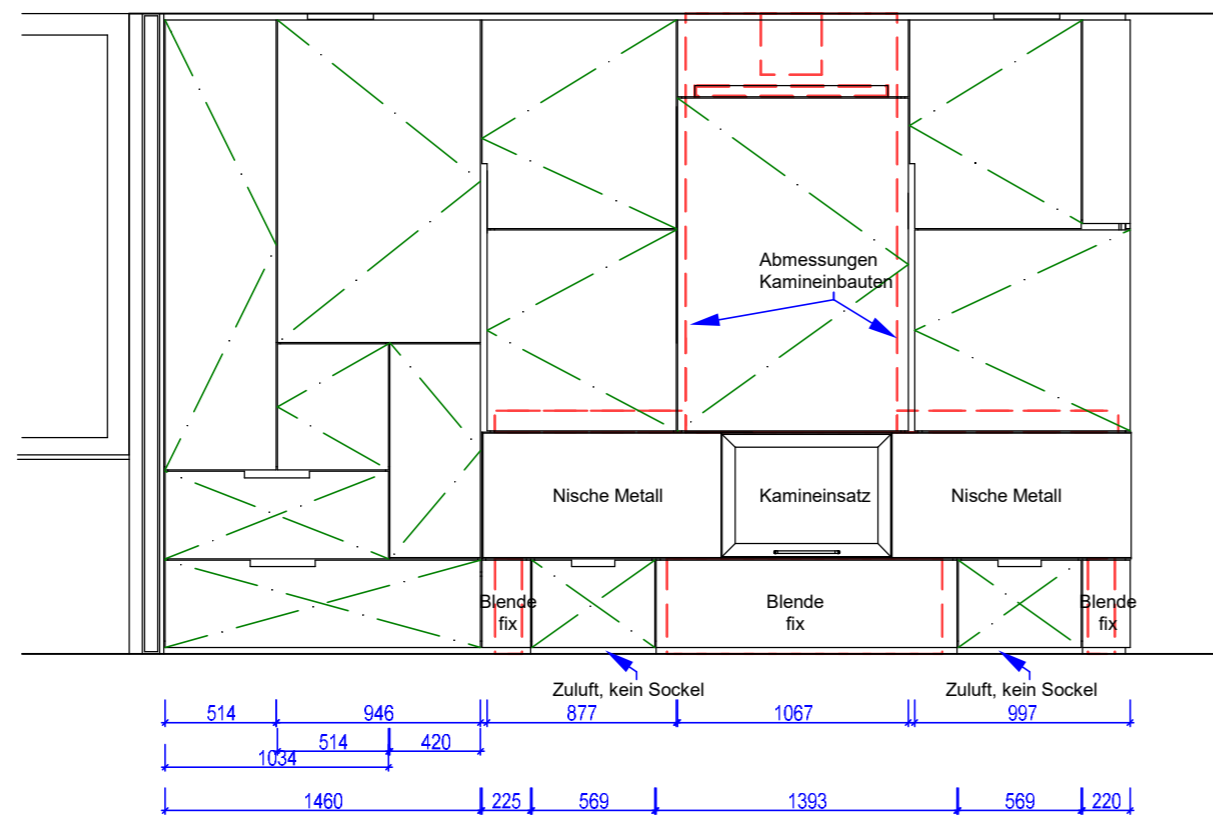 Abmessungen
Kamineinbauten
Nische Metall
Kamineinsatz
Nische Metall
Blende
fix
Blende
fix
Blende
fix
Zuluft, kein Sockel
Zuluft, kein Sockel
514
946
877
1067
997
514
420
1034
1460
225
569
1393
569
220